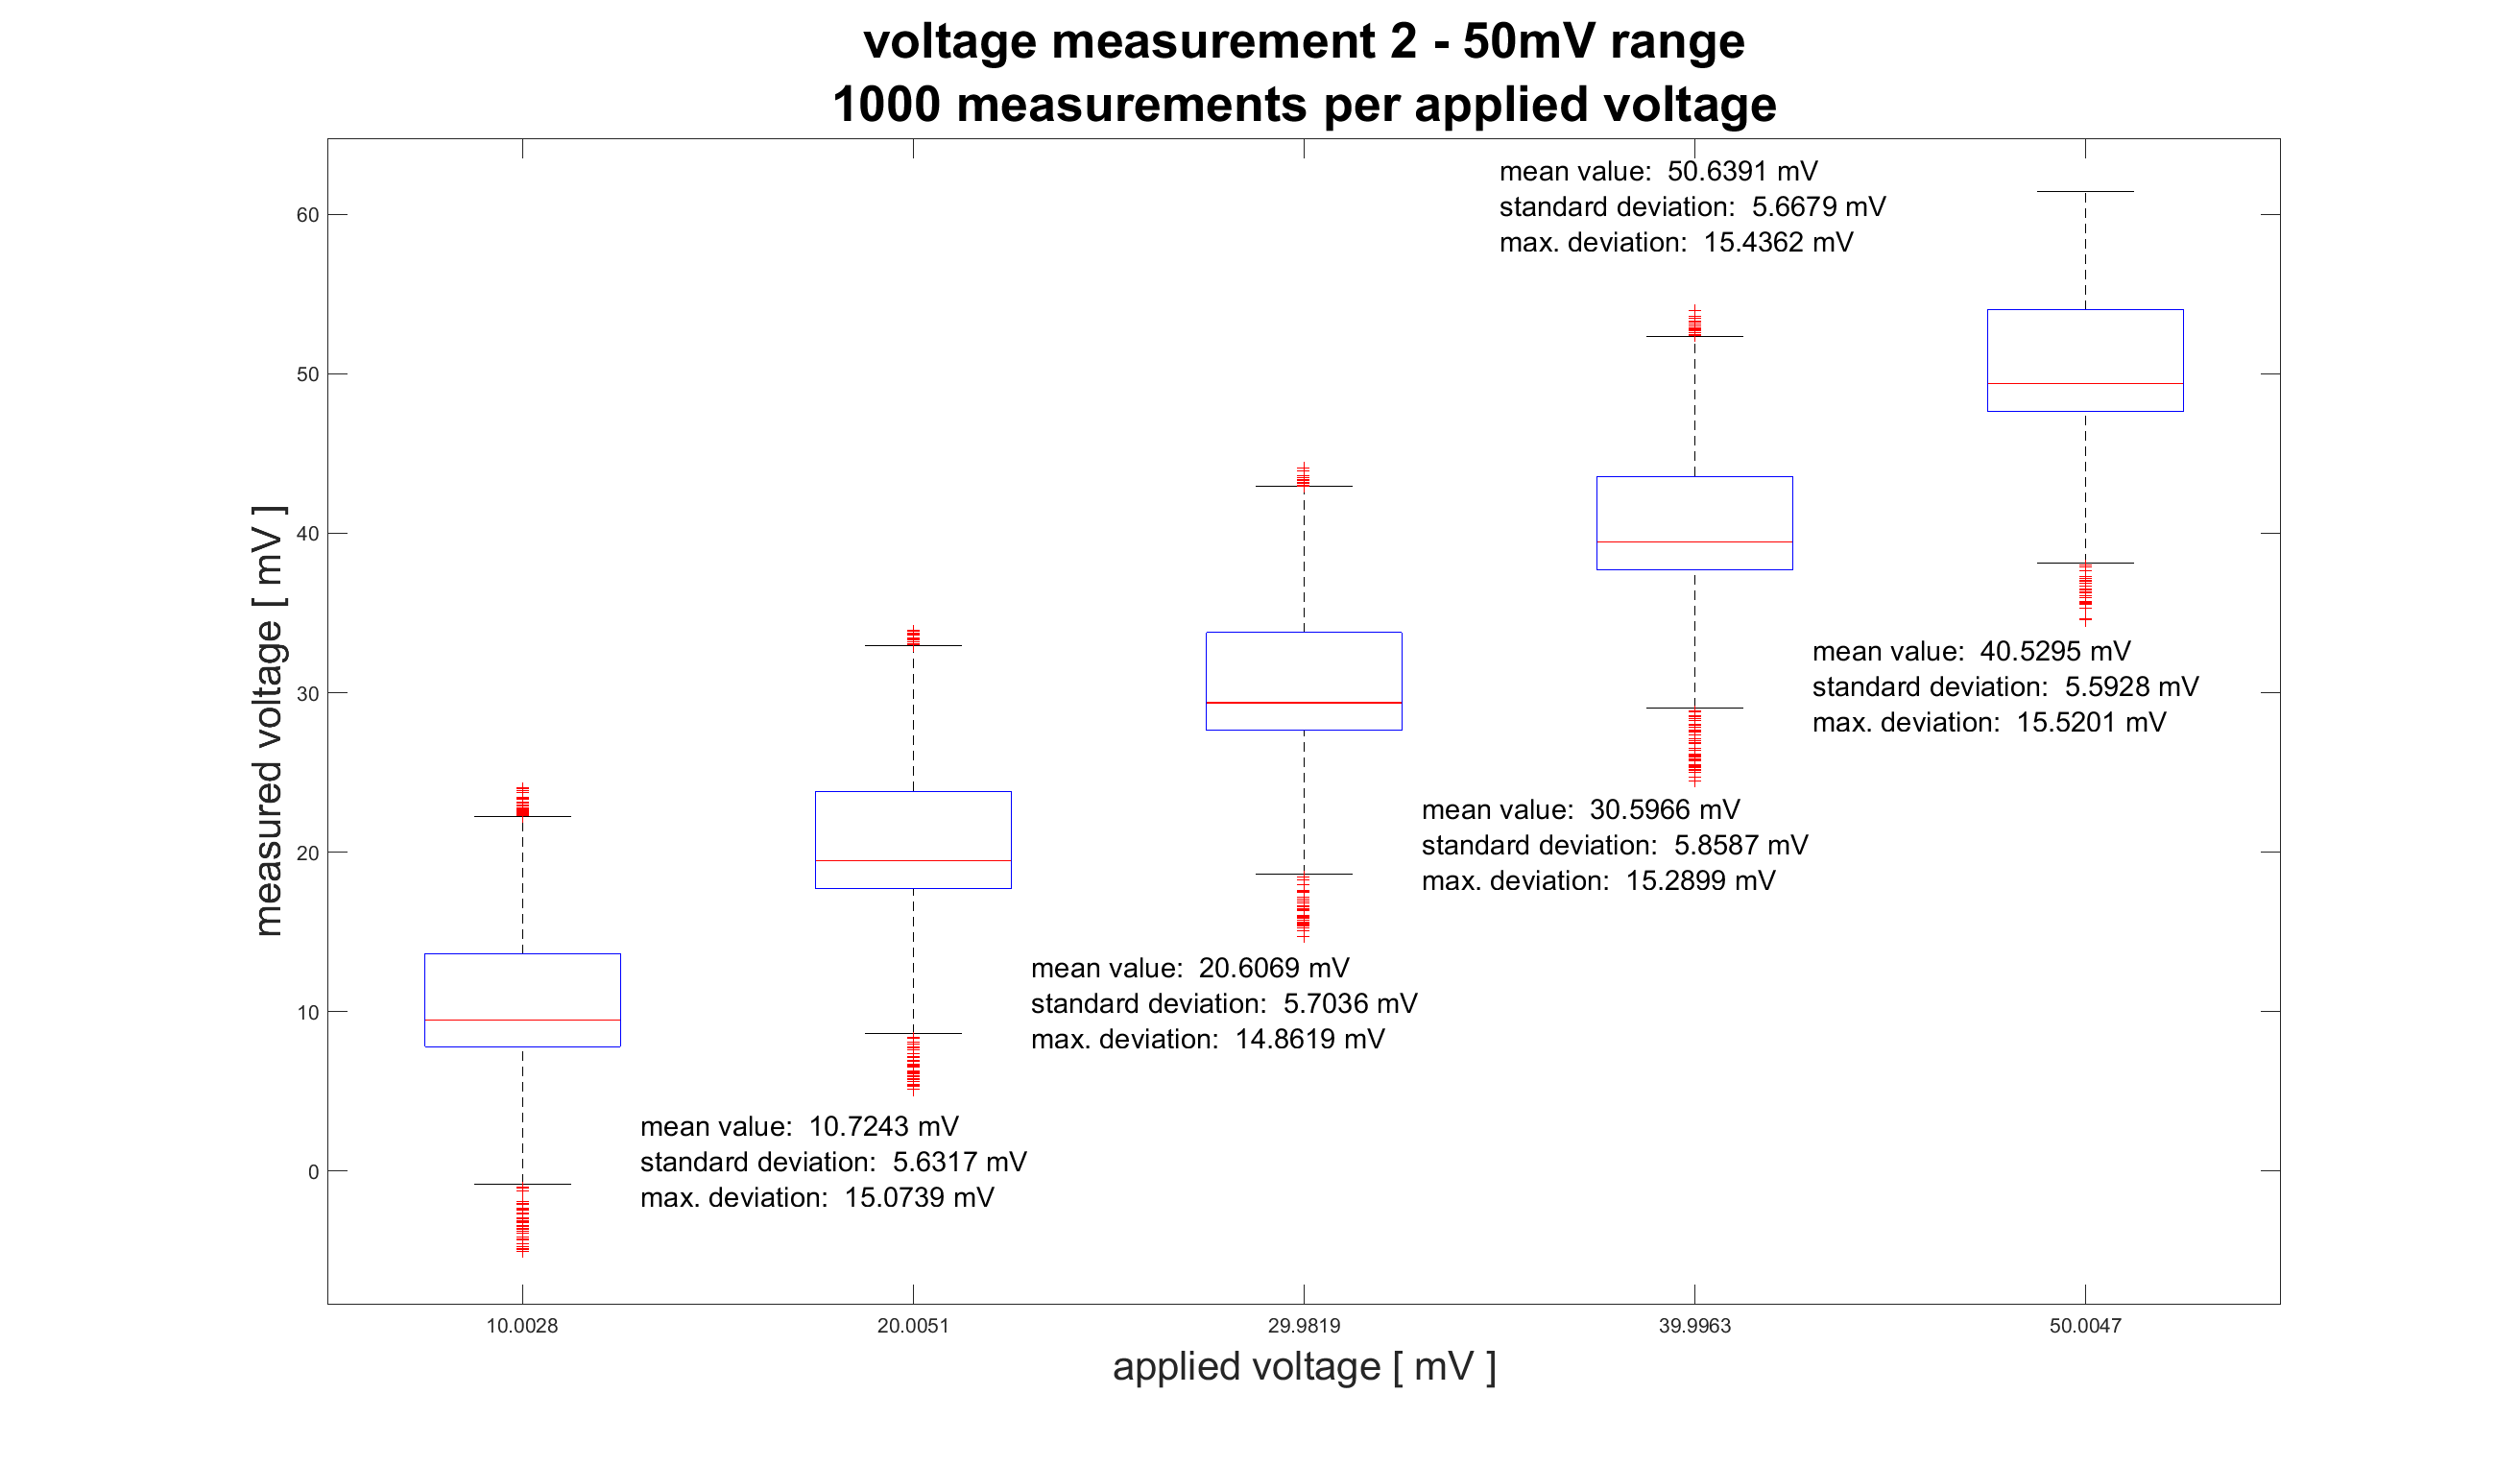 voltage measurement 2 - 50mV range
1000 measurements per applied voltage
mean value:  50.6391 mV
standard deviation:  5.6679 mV
max. deviation:  15.4362 mV
60
50
40
30
20
10
0
measured voltage [ mV ]
mean value:  40.5295 mV
standard deviation:  5.5928 mV
max. deviation:  15.5201 mV
mean value:  30.5966 mV
standard deviation:  5.8587 mV
max. deviation:  15.2899 mV
mean value:  20.6069 mV
standard deviation:  5.7036 mV
max. deviation:  14.8619 mV
mean value:  10.7243 mV
standard deviation:  5.6317 mV
max. deviation:  15.0739 mV
10.0028 20.0051 29.9819 39.9963 50.0047
applied voltage [ mV ]